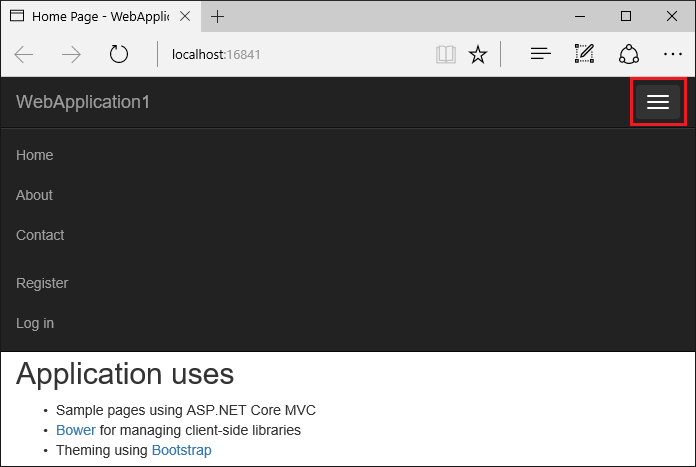 Home Page - WebApplic
localhost:16841
WebApplication1
Home
About
Contact
Register
Log in
Application uses
• Sample pages using ASP.NET Core MVC
• Bower for managing client-side libraries
• Theming using Bootstrap